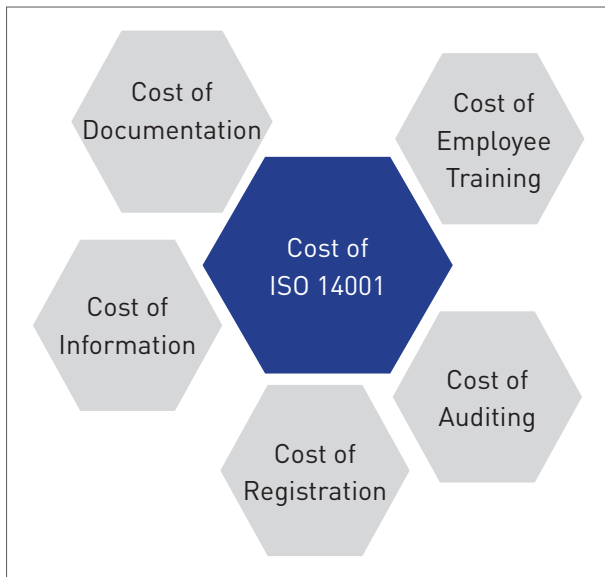 Cost of
Documentation
Cost of
Employee
Training
Cost of
ISO 14001
Cost of
Information
Cost of
Auditing
Cost of
Registration